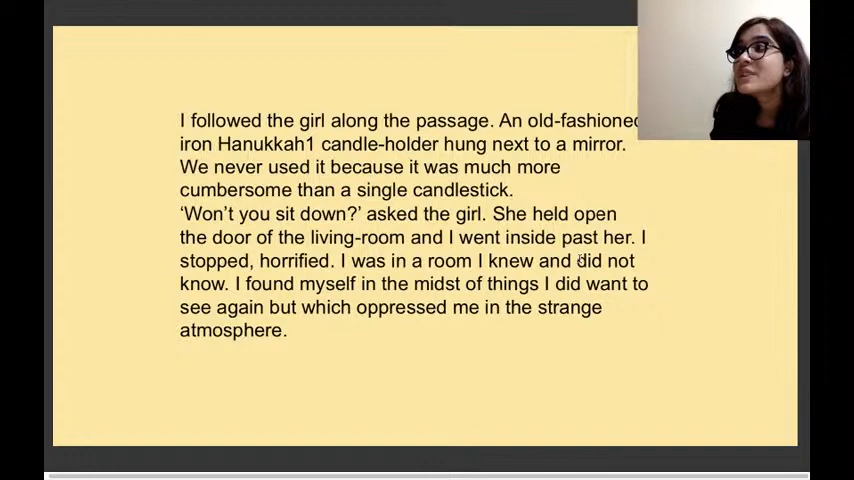 I followed the girl along the passage. An old-fashioned
iron Hanukkah1 candle-holder hung next to a mirror.
We never used it because it was much more
cumbersome than a single candlestick.
‘Won’t you sit down?’ asked the girl. She held open
the door of the living-room and I went inside past her. I
stopped, horrified. I was in a room I knew and did not
know. I found myself in the midst of things I did want to
see again but which oppressed me in the strange
atmosphere.